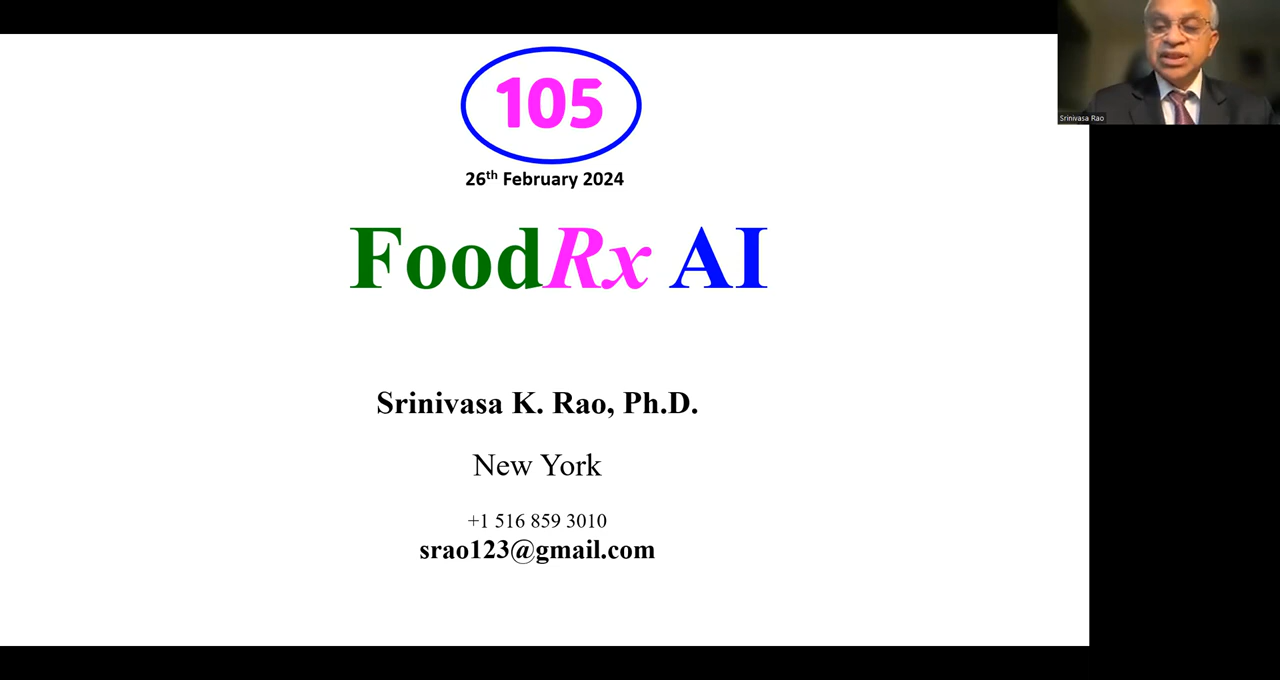 105
26th February 2024
FoodRx AI
Srinivasa K. Rao, Ph.D.
New York
+1 516 859 3010
srao123@gmail.com
Srinivasa Rao